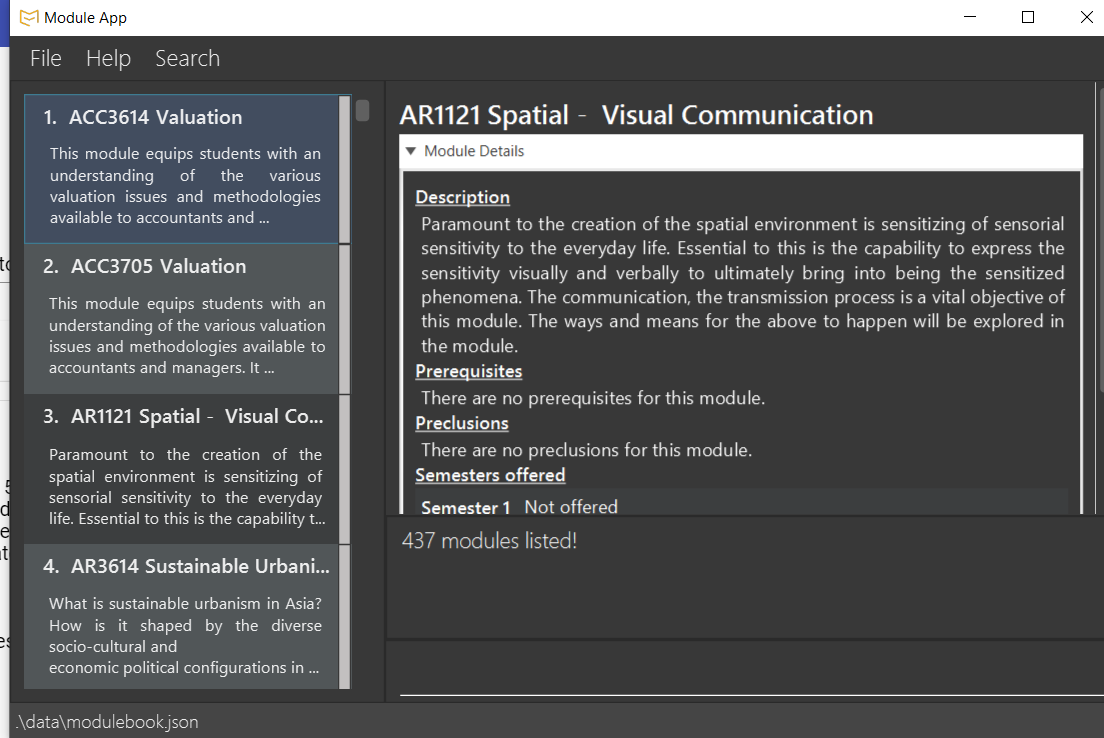 Module App
File Help Search
1. ACC3614 Valuation
This module equips students with an
understanding of the various
valuation issues and methodologies
available to accountants and ...
2. ACC3705 Valuation
This module equips students with an
understanding of the various valuation
issues and methodologies available to
accountants and managers. It ...
3. AR1121 Spatial - Visual Co...
Paramount to the creation of the
spatial environment is sensitizing of
sensorial sensitivity to the everyday
life. Essential to this is the capability t...
4. AR3614 Sustainable Urbani...
What is sustainable urbanism in Asia?
How is it shaped by the diverse
socio-cultural and
economic political configurations in ...
AR1121 Spatial - Visual Communication
Module Details
Description
Paramount to the creation of the spatial environment is sensitizing of sensorial
sensitivity to the everyday life. Essential to this is the capability to express the
sensitivity visually and verbally to ultimately bring into being the sensitized
phenomena. The communication, the transmission process is a vital objective of
this module. The ways and means for the above to happen will be explored in
the module.
Prerequisites
There are no prerequisites for this module.
Preclusions
There are no preclusions for this module.
Semesters offered
Semester 1 Not offered
437 modules listed!
.\data\modulebook.json